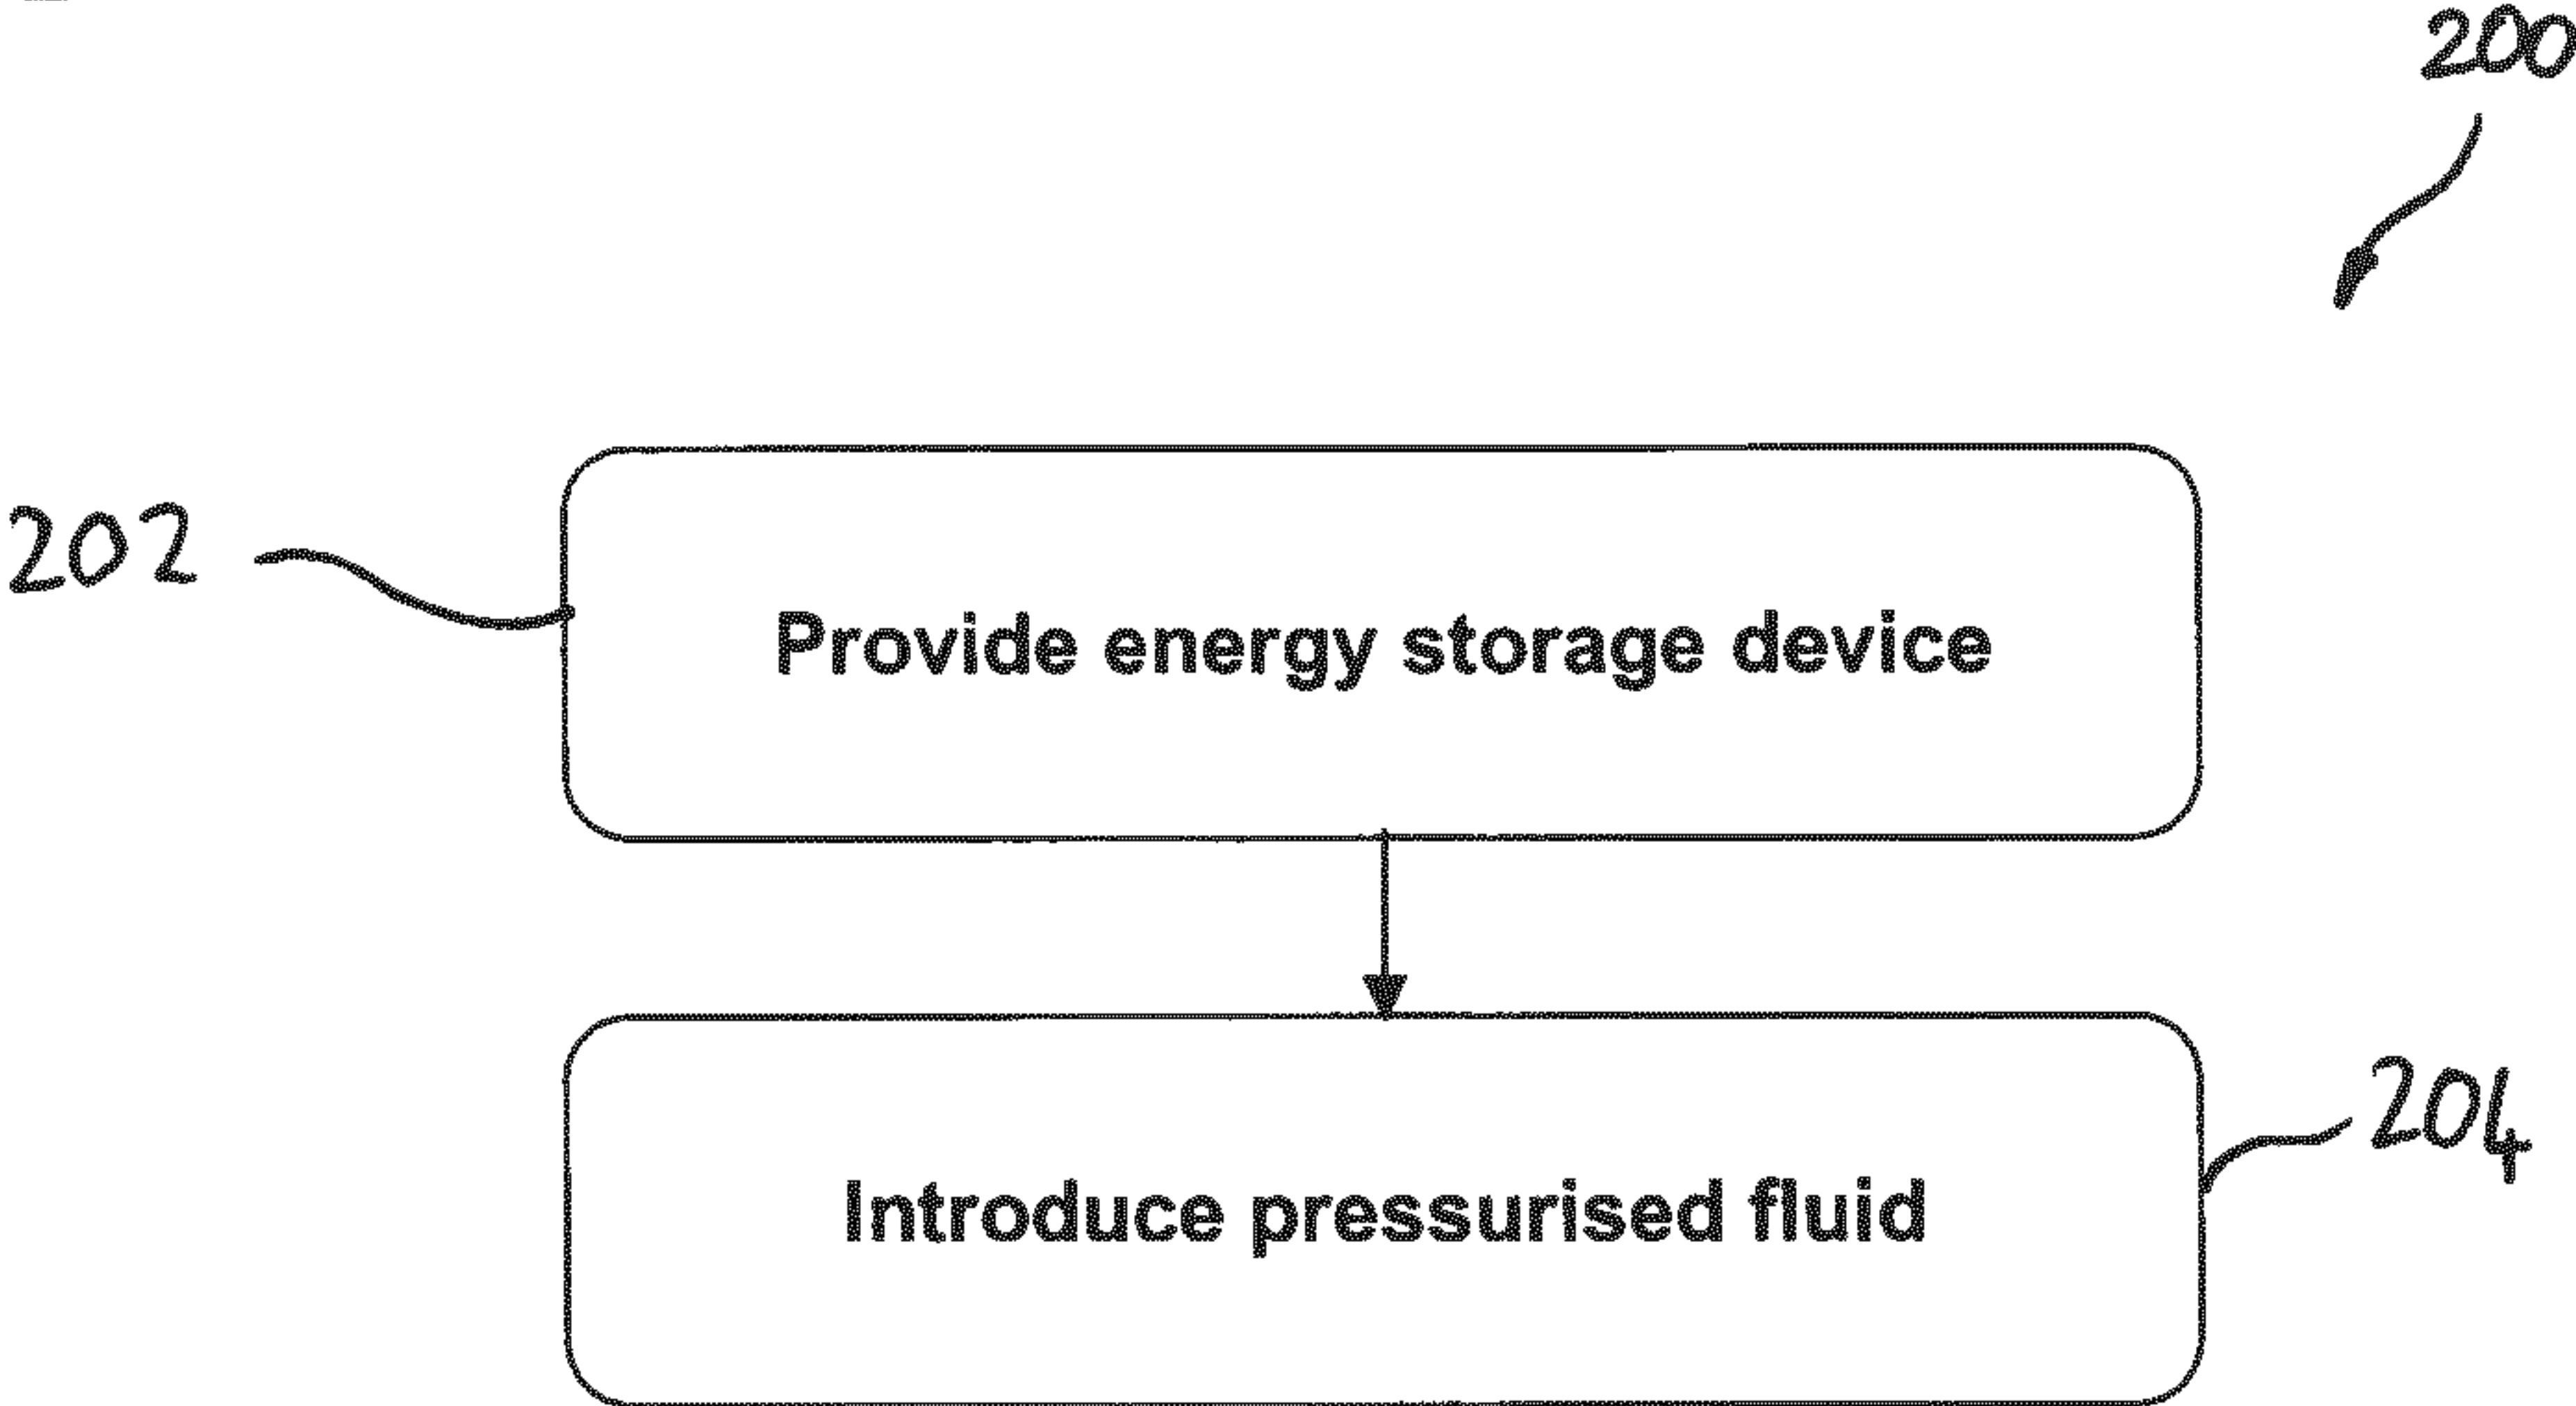 200
202
Provide energy storage device
Introduce pressurised fluid
204